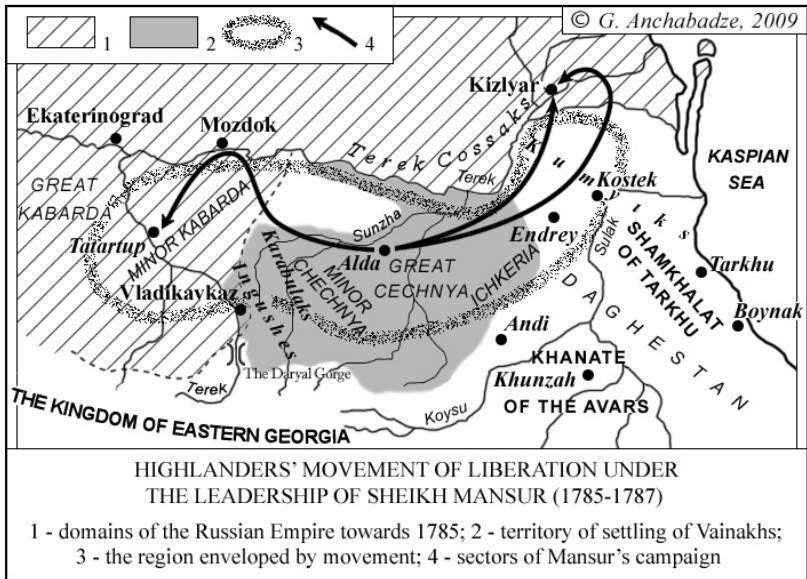 1 2 3 4
© G. Anchabadze, 2009
Kizlyar
Ekaterinograd
Mozdok
Terek Cossaks
Terek
KASPIAN
SEA
GREAT
KABARDA
Kumyiks
Kostek
Sunzha
Tatartup
MINOR KABARDA
Karabulaks
Endrey
Sulak
SHAMKHALAT
OF TARKHU
Alda
GREAT
CECHNYA
MINOR
CHECHNYA
ICHKERIA
Tarkhu
Vladikaykaz
Ingushes
DAGHESTAN
Boynak
Andi
The Daryal Gorge
Terek
KHANATE
Khunzah
OF THE AVARS
Koysu
THE KINGDOM OF EASTERN GEORGIA
HIGHLANDERS’ MOVEMENT OF LIBERATION UNDER
THE LEADERSHIP OF SHEIKH MANSUR (1785-1787)
1 - domains of the Russian Empire towards 1785; 2 - territory of settling of Vainakhs;
3 - the region enveloped by movement; 4 - sectors of Mansur’s campaign